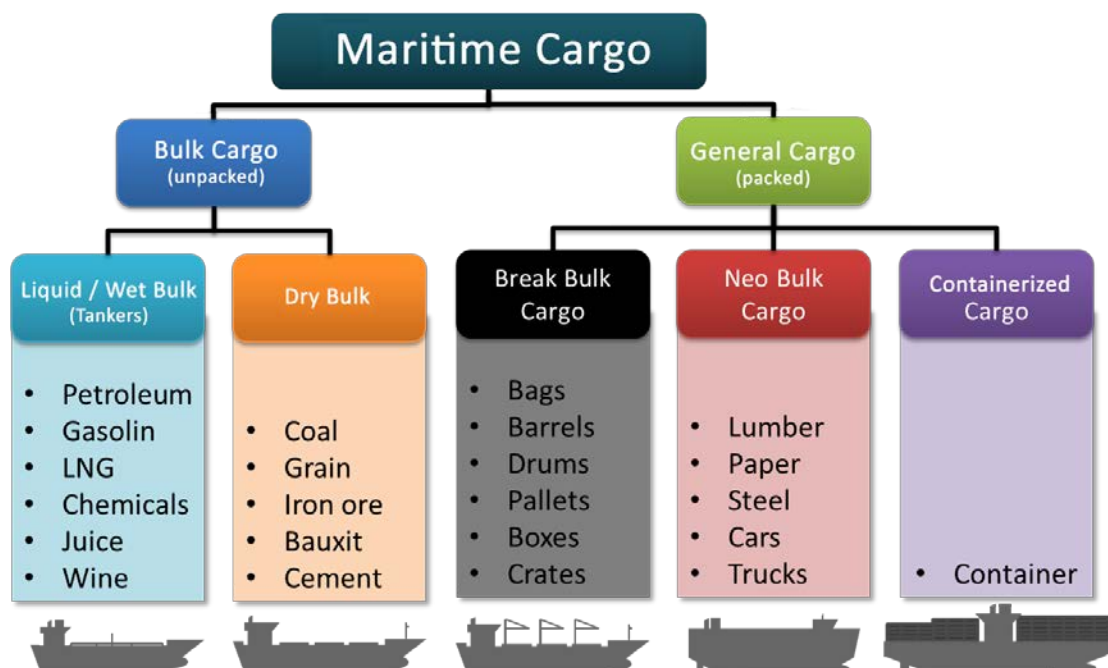 Maritime Cargo
Bulk Cargo
(unpacked)
General Cargo
(packed)
Liquid / Wet Bulk
(Tankers)
• Petroleum
• Gasolin
• LNG
• Chemicals
• Juice
• Wine
Dry Bulk
• Coal
• Grain
• Iron ore
• Bauxit
• Cement
Break Bulk
Cargo
• Bags
• Barrels
• Drums
• Pallets
• Boxes
• Crates
Neo Bulk
Cargo
• Lumber
• Paper
• Steel
• Cars
• Trucks
Containerized
Cargo
• Container